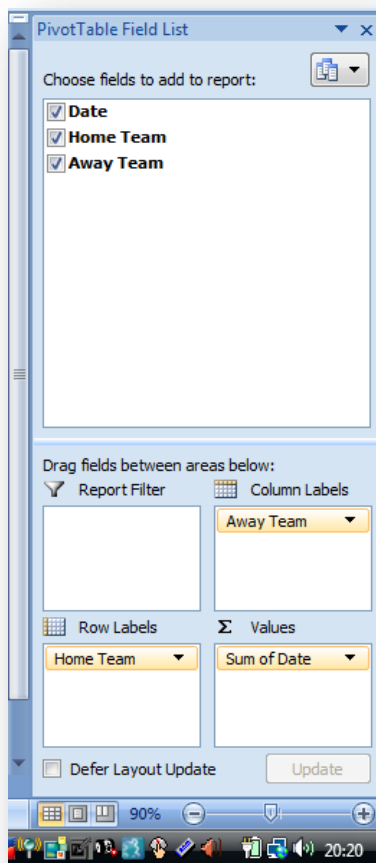 PivotTable Field List
Choose fields to add to report:
Date
Home Team
Away Team
Drag fields between areas below:
Report Filter
Column Labels
Away Team
Row Labels
Σ Values
Home Team
Sum of Date
Defer Layout Update
Update
90%
20:20